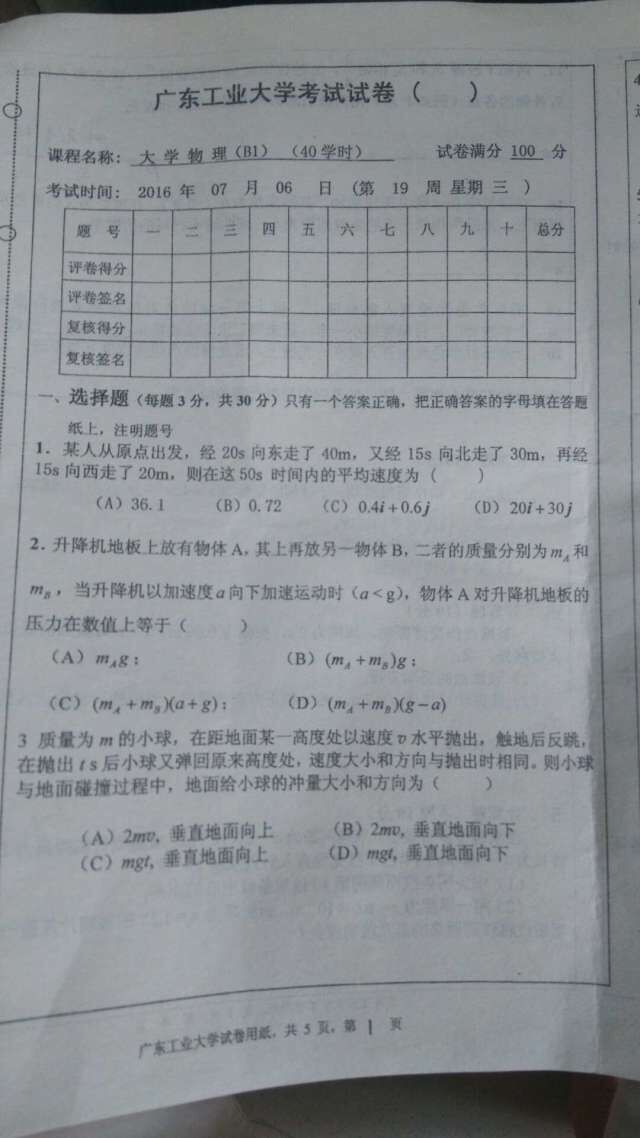 广东工业大学考试试卷（ ）
课程名称： 大 学 物 理（B1）（40学时） 试卷满分 100 分
考试时间： 2016 年 07 月 06 日 （第 19 周 星期 三 ）
题 号 一 二 三 四 五 六 七 八 九 十 总分
评卷得分
评卷签名
复核得分
复核签名
一、选择题（每题3分，共30分）只有一个答案正确，把正确答案的字母填在答题
纸上，注明题号
1. 某人从原点出发，经 20s 向东走了 40m，又经 15s 向北走了 30m，再经
15s 向西走了 20m，则在这 50s 时间内的平均速度为（ ）
（A）36.1 （B）0.72 （C）0.4i+0.6j （D）20i+30j
2. 升降机地板上放有物体 A，其上再放另一物体 B，二者的质量分别为 m_A 和
m_B，当升降机以加速度 a 向下加速运动时（a＜g），物体 A 对升降机地板的
压力在数值上等于（ ）
（A）m_A g； （B）(m_A+m_B)g；
（C）(m_A+m_B)(a+g)； （D）(m_A+m_B)(g−a)
3 质量为 m 的小球，在距地面某一高度处以速度 v 水平抛出，触地后反跳，
在抛出 t s 后小球又弹回原来高度处，速度大小和方向与抛出时相同。则小球
与地面碰撞过程中，地面给小球的冲量大小和方向为（ ）
（A）2mv, 垂直地面向上 （B）2mv, 垂直地面向下
（C）mgt, 垂直地面向上 （D）mgt, 垂直地面向下
广东工业大学试卷用纸，共 5 页，第 1 页